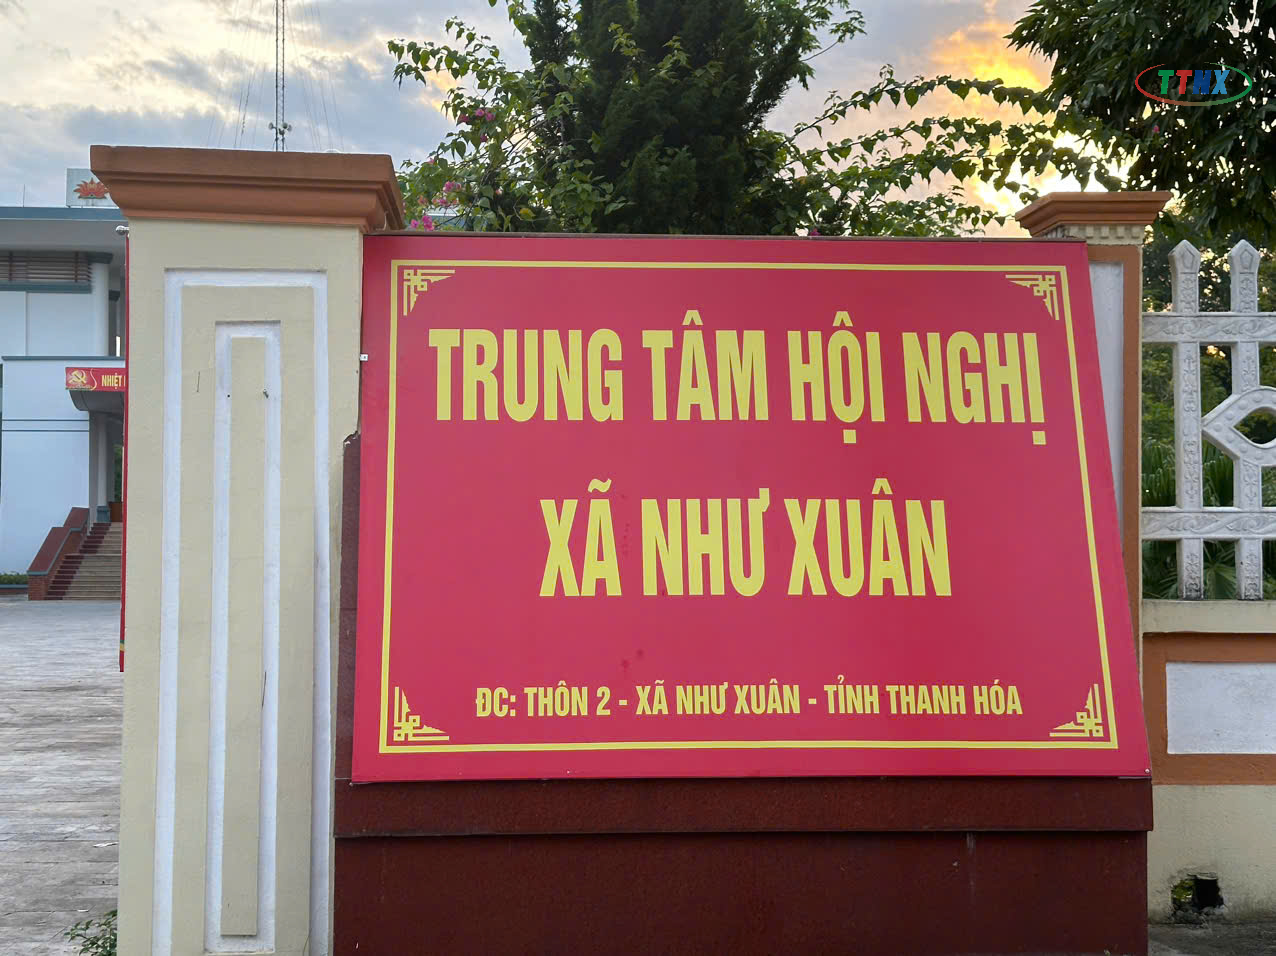 TTNX
TRUNG TÂM HỘI NGHỊ
XÃ NHƯ XUÂN
ĐC: THÔN 2 - XÃ NHƯ XUÂN - TỈNH THANH HÓA
NHIỆT